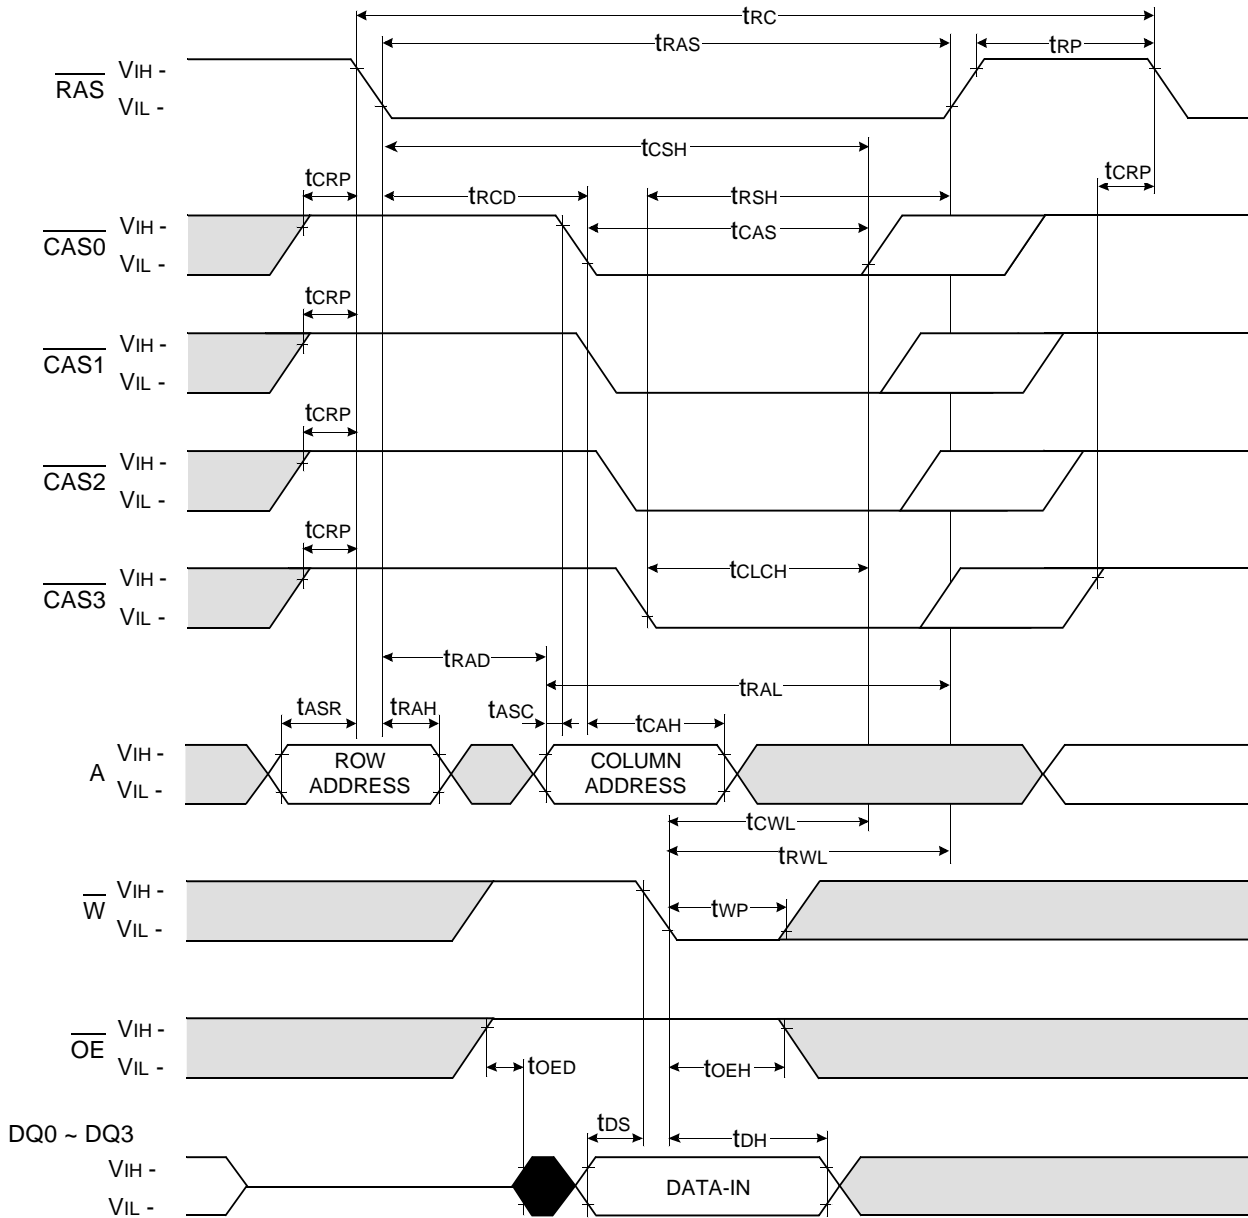 tRC
tRAS
tRP
RAS
VIH -
VIL -
tCSH
tCRP
tRCD
tRSH
tCRP
CAS0
VIH -
VIL -
tCAS
tCRP
CAS1
VIH -
VIL -
tCRP
CAS2
VIH -
VIL -
tCRP
CAS3
VIH -
VIL -
tCLCH
tRAD
tRAL
tASR
tRAH
tASC
tCAH
A
VIH -
VIL -
ROW
ADDRESS
COLUMN
ADDRESS
tCWL
tRWL
W
VIH -
VIL -
tWP
OE
VIH -
VIL -
tOED
tOEH
DQ0 ~ DQ3
tDS
tDH
VIH -
VIL -
DATA-IN